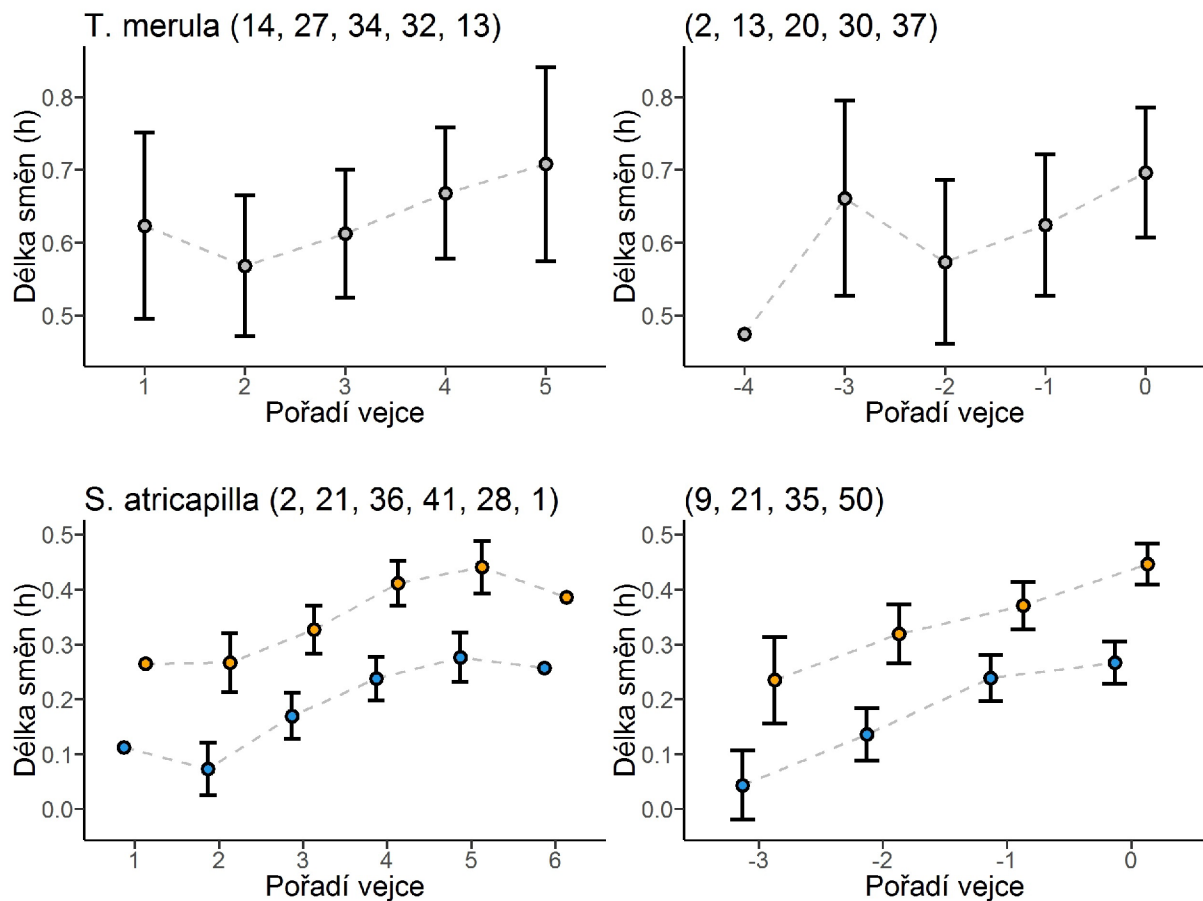 T. merula (14, 27, 34, 32, 13)
Délka směn (h)
0.8
0.7
0.6
0.5
1 2 3 4 5
Pořadí vejce
(2, 13, 20, 30, 37)
Délka směn (h)
0.8
0.7
0.6
0.5
-4 -3 -2 -1 0
Pořadí vejce
S. atricapilla (2, 21, 36, 41, 28, 1)
Délka směn (h)
0.5
0.4
0.3
0.2
0.1
0.0
1 2 3 4 5 6
Pořadí vejce
(9, 21, 35, 50)
Délka směn (h)
0.5
0.4
0.3
0.2
0.1
0.0
-3 -2 -1 0
Pořadí vejce